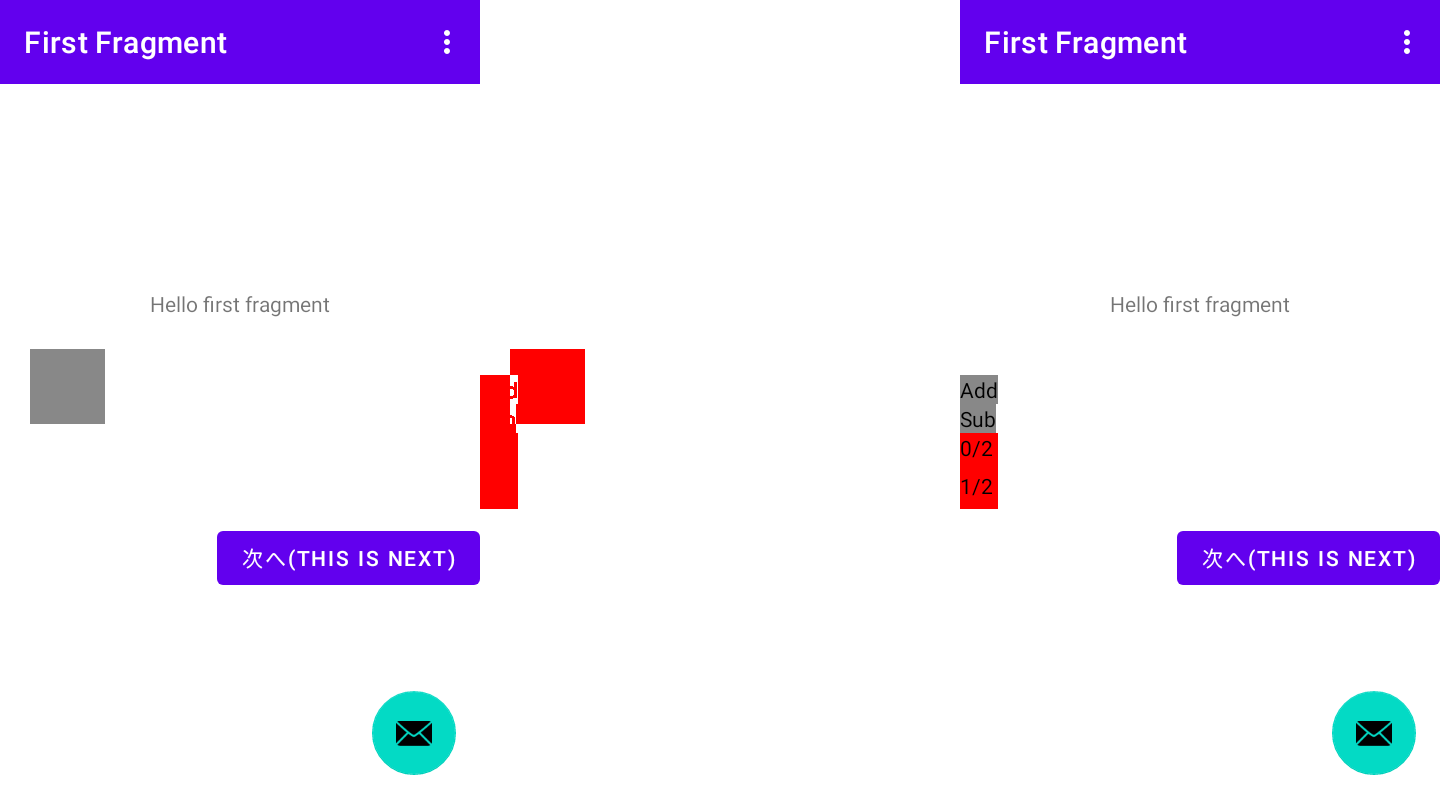 First Fragment
Hello first fragment
次へ(THIS IS NEXT)
First Fragment
Hello first fragment
Add
Sub
0/2
1/2
次へ(THIS IS NEXT)